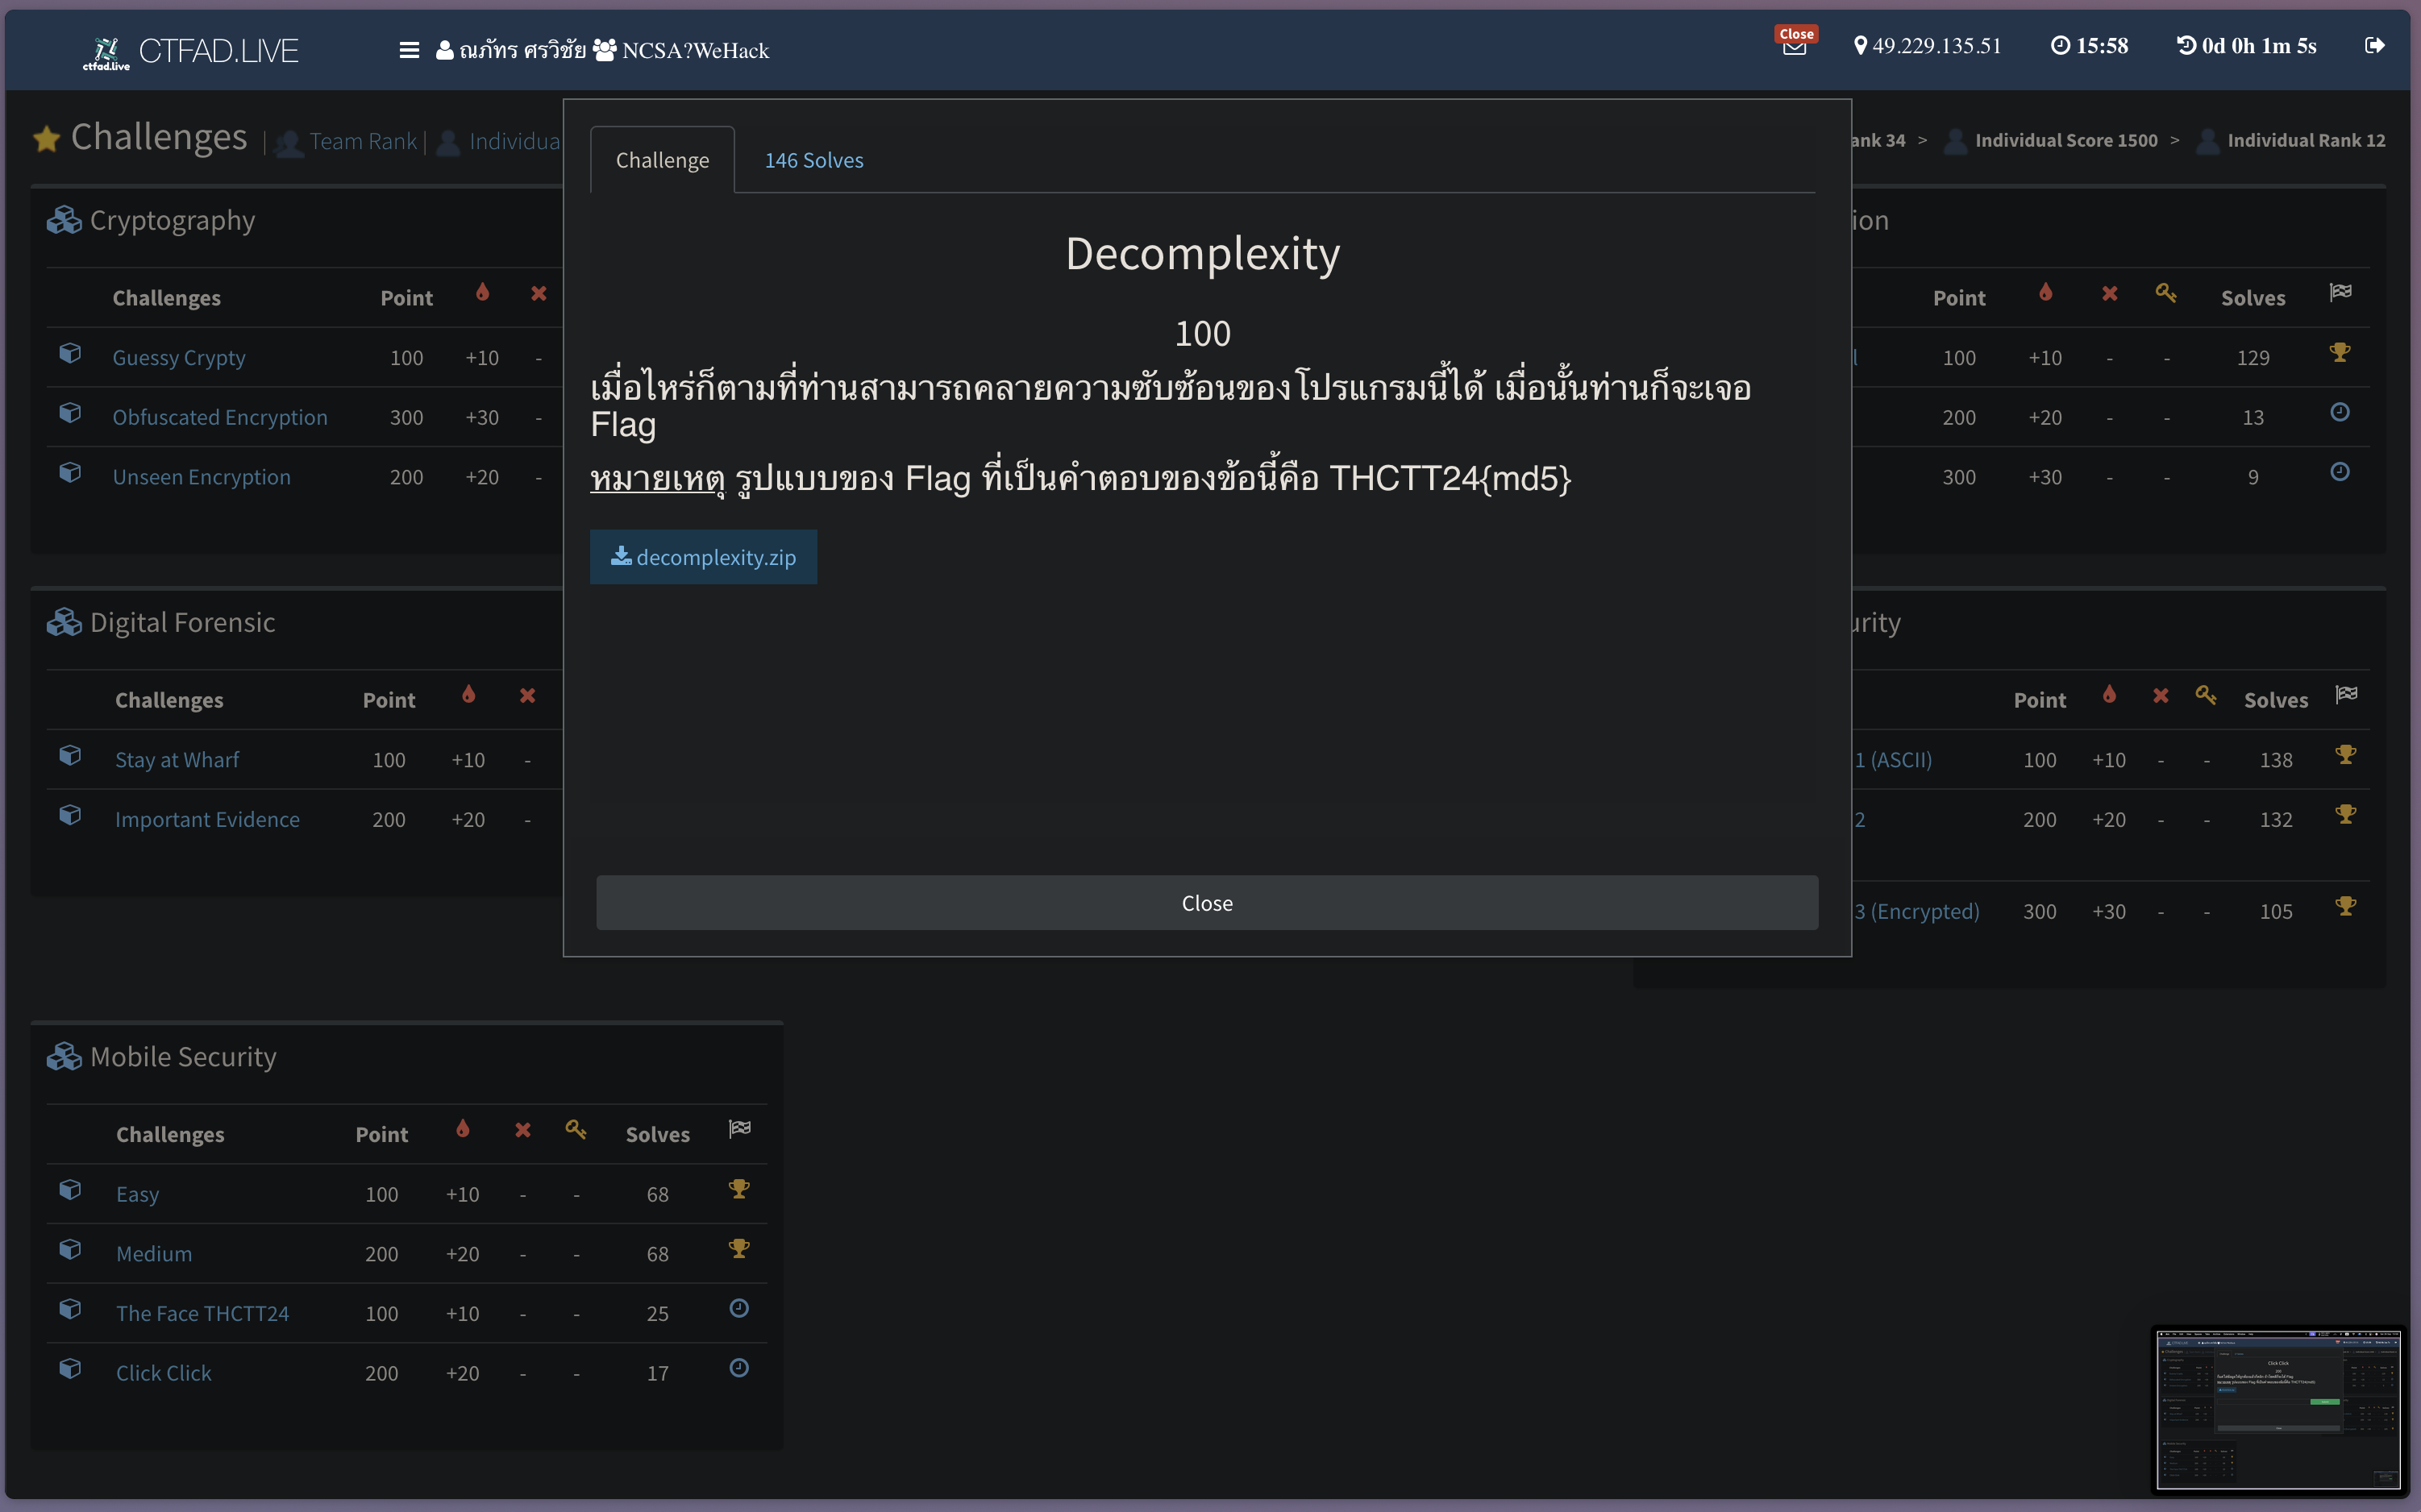 ctfad.live CTFAD.LIVE ณภัทร ศรวิชัย NCSA?WeHack Close 49.229.135.51 15:58 0d 0h 1m 5s
Challenges | Team Rank | Individua
ank 34 > Individual Score 1500 > Individual Rank 12
Challenge 146 Solves
Decomplexity
100
เมื่อไหร่ก็ตามที่ท่านสามารถคลายความซับซ้อนของโปรแกรมนี้ได้ เมื่อนั้นท่านก็จะเจอ
Flag
หมายเหตุ รูปแบบของ Flag ที่เป็นคำตอบของข้อนี้คือ THCTT24{md5}
decomplexity.zip
Close
Cryptography
Challenges Point
Guessy Crypty 100 +10 -
Obfuscated Encryption 300 +30 -
Unseen Encryption 200 +20 -
ion
Point Solves
l 100 +10 - - 129
200 +20 - - 13
300 +30 - - 9
Digital Forensic
Challenges Point
Stay at Wharf 100 +10 -
Important Evidence 200 +20 -
urity
Point Solves
1 (ASCII) 100 +10 - - 138
2 200 +20 - - 132
3 (Encrypted) 300 +30 - - 105
Mobile Security
Challenges Point Solves
Easy 100 +10 - - 68
Medium 200 +20 - - 68
The Face THCTT24 100 +10 - - 25
Click Click 200 +20 - - 17